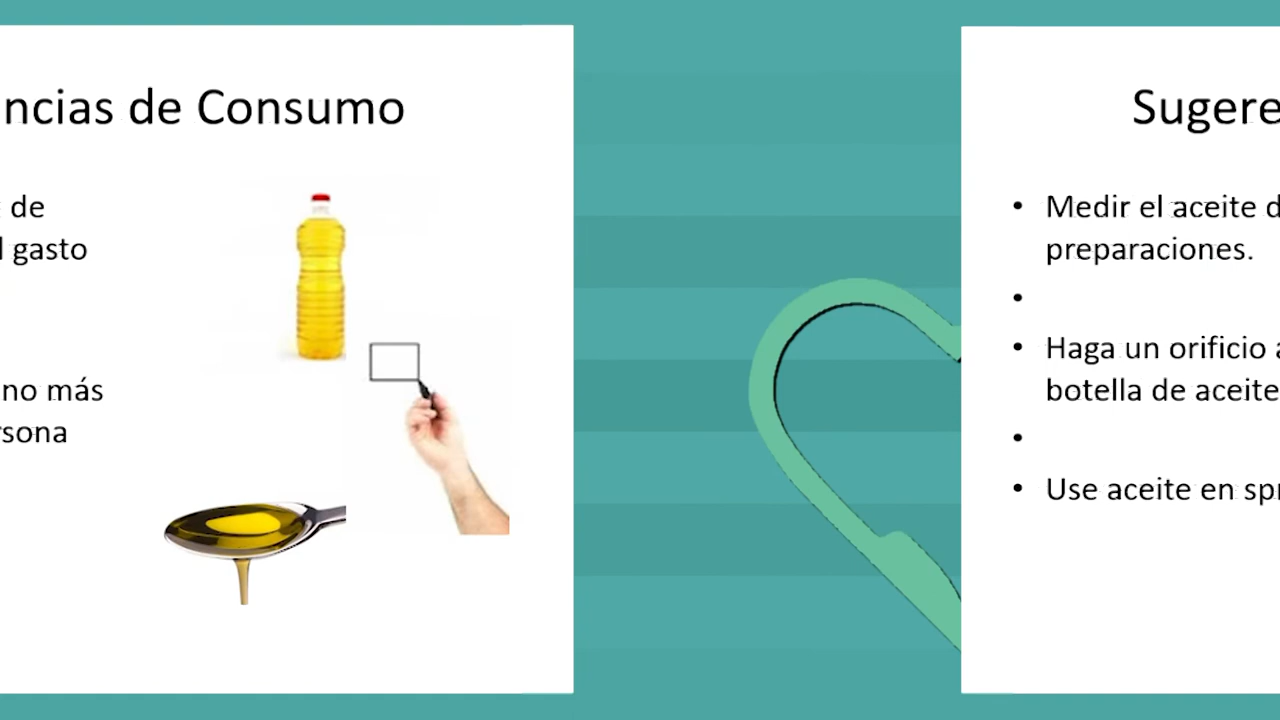 ncias de Consumo
de
l gasto
no más
rsona
Sugere
• Medir el aceite d
preparaciones.
•
• Haga un orificio a
botella de aceite
•
• Use aceite en spr